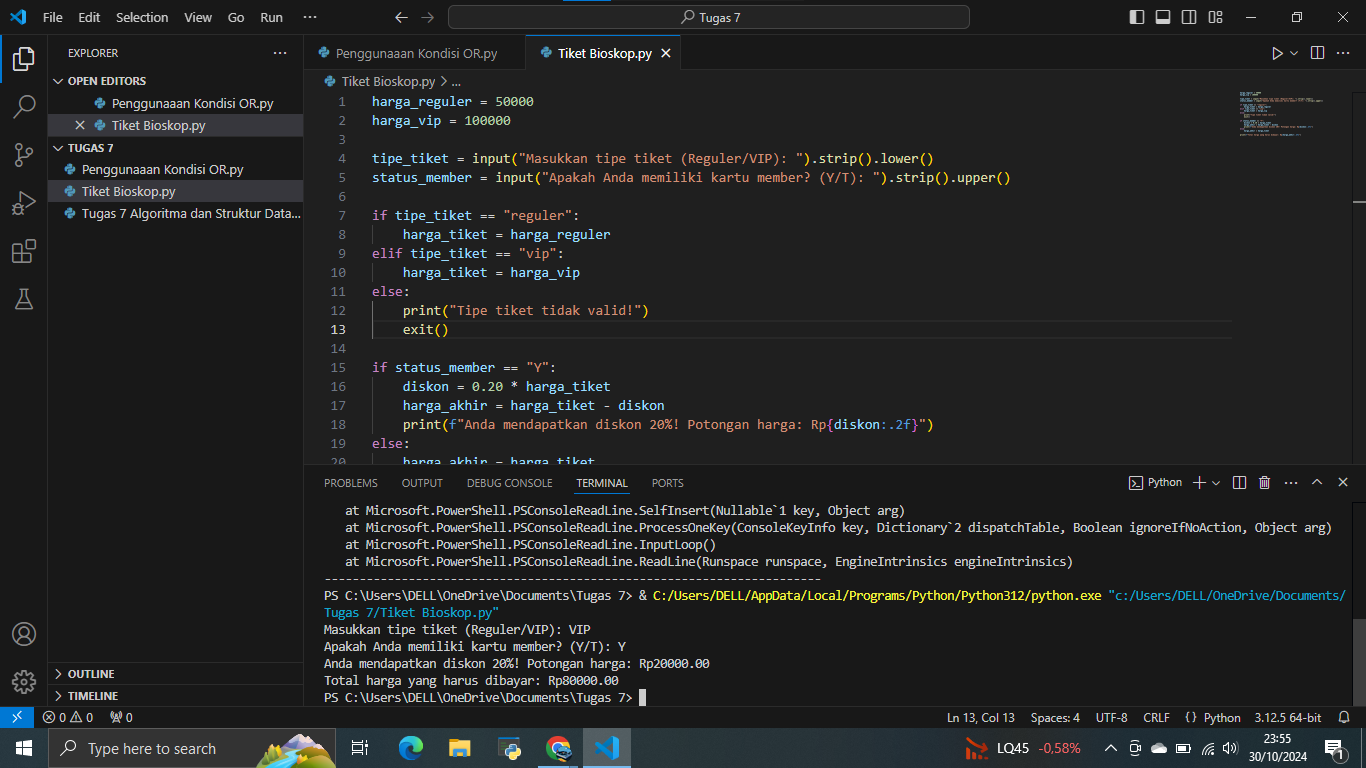 File Edit Selection View Go Run ··· Tugas 7
EXPLORER ···
OPEN EDITORS
Penggunaaan Kondisi OR.py
Tiket Bioskop.py
TUGAS 7
Penggunaaan Kondisi OR.py
Tiket Bioskop.py
Tugas 7 Algoritma dan Struktur Data...
OUTLINE
TIMELINE
Penggunaaan Kondisi OR.py Tiket Bioskop.py
Tiket Bioskop.py > ...
1 harga_reguler = 50000
2 harga_vip = 100000
3
4 tipe_tiket = input("Masukkan tipe tiket (Reguler/VIP): ").strip().lower()
5 status_member = input("Apakah Anda memiliki kartu member? (Y/T): ").strip().upper()
6
7 if tipe_tiket == "reguler":
8 harga_tiket = harga_reguler
9 elif tipe_tiket == "vip":
10 harga_tiket = harga_vip
11 else:
12 print("Tipe tiket tidak valid!")
13 exit()
14
15 if status_member == "Y":
16 diskon = 0.20 * harga_tiket
17 harga_akhir = harga_tiket - diskon
18 print(f"Anda mendapatkan diskon 20%! Potongan harga: Rp{diskon:.2f}")
19 else:
20 harga_akhir = harga_tiket
PROBLEMS OUTPUT DEBUG CONSOLE TERMINAL PORTS Python
at Microsoft.PowerShell.PSConsoleReadLine.SelfInsert(Nullable`1 key, Object arg)
at Microsoft.PowerShell.PSConsoleReadLine.ProcessOneKey(ConsoleKeyInfo key, Dictionary`2 dispatchTable, Boolean ignoreIfNoAction, Object arg)
at Microsoft.PowerShell.PSConsoleReadLine.InputLoop()
at Microsoft.PowerShell.PSConsoleReadLine.ReadLine(Runspace runspace, EngineIntrinsics engineIntrinsics)
-----------------------------------------------------------------------
PS C:\Users\DELL\OneDrive\Documents\Tugas 7> & C:/Users/DELL/AppData/Local/Programs/Python/Python312/python.exe "c:/Users/DELL/OneDrive/Documents/
Tugas 7/Tiket Bioskop.py"
Masukkan tipe tiket (Reguler/VIP): VIP
Apakah Anda memiliki kartu member? (Y/T): Y
Anda mendapatkan diskon 20%! Potongan harga: Rp20000.00
Total harga yang harus dibayar: Rp80000.00
PS C:\Users\DELL\OneDrive\Documents\Tugas 7>
0 0 0 Ln 13, Col 13 Spaces: 4 UTF-8 CRLF { } Python 3.12.5 64-bit
Type here to search LQ45 -0,58% 23:55
30/10/2024 1